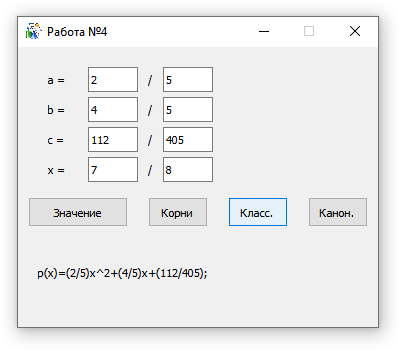 Работа №4
a = 2 / 5
b = 4 / 5
c = 112 / 405
x = 7 / 8
Значение Корни Класс. Канон.
p(x)=(2/5)x^2+(4/5)x+(112/405);